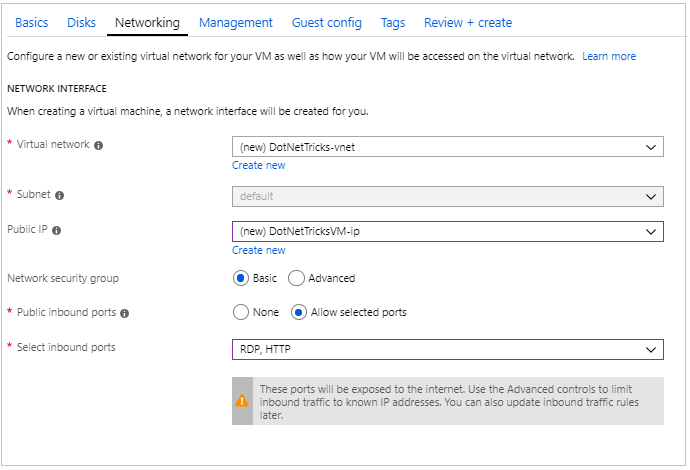 Basics Disks Networking Management Guest config Tags Review + create
Configure a new or existing virtual network for your VM as well as how your VM will be accessed on the virtual network. Learn more
NETWORK INTERFACE
When creating a virtual machine, a network interface will be created for you.
* Virtual network (new) DotNetTricks-vnet
Create new
* Subnet default
Public IP (new) DotNetTricksVM-ip
Create new
Network security group Basic Advanced
* Public inbound ports None Allow selected ports
* Select inbound ports RDP, HTTP
These ports will be exposed to the internet. Use the Advanced controls to limit
inbound traffic to known IP addresses. You can also update inbound traffic rules
later.